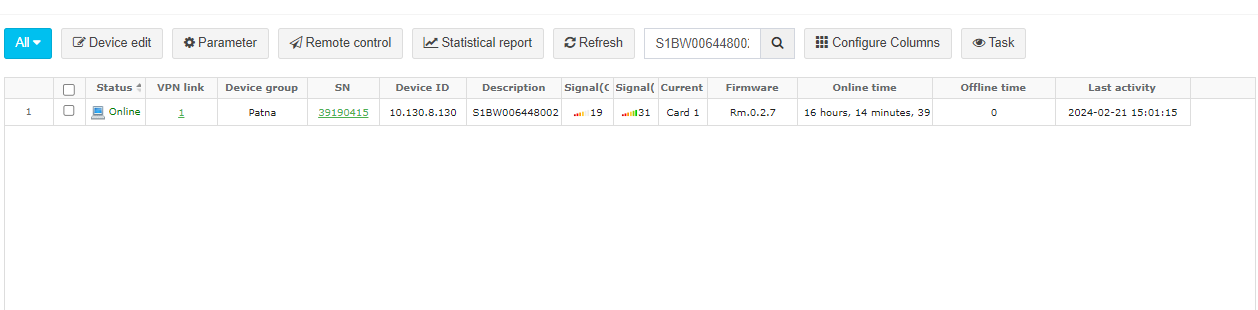 All Device edit Parameter Remote control Statistical report Refresh S1BW00644800 Configure Columns Task
Status VPN link Device group SN Device ID Description Signal(C Signal( Current Firmware Online time Offline time Last activity
1 Online 1 Patna 39190415 10.130.8.130 S1BW006448002 19 31 Card 1 Rm.0.2.7 16 hours, 14 minutes, 39 0 2024-02-21 15:01:15